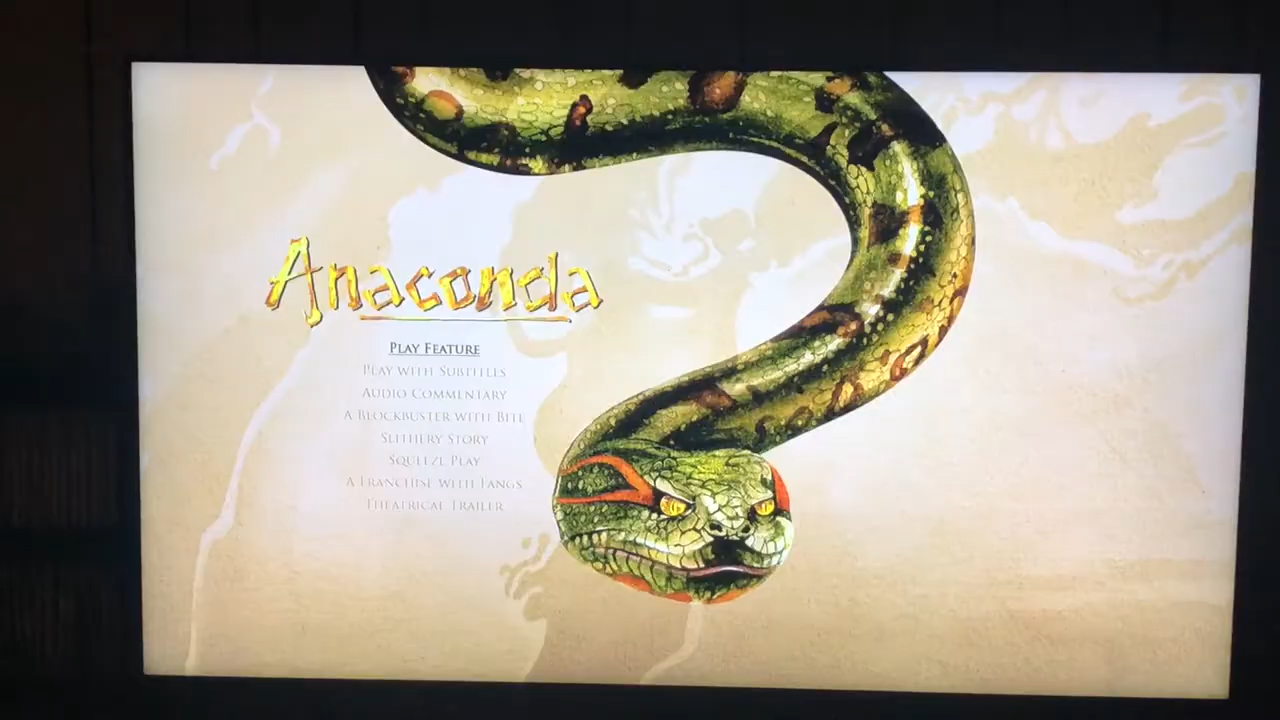 Anaconda
Play Feature
Play with Subtitles
Audio Commentary
A Blockbuster with Bite
Slithery Story
Squeeze Play
A Franchise with Fangs
Theatrical Trailer